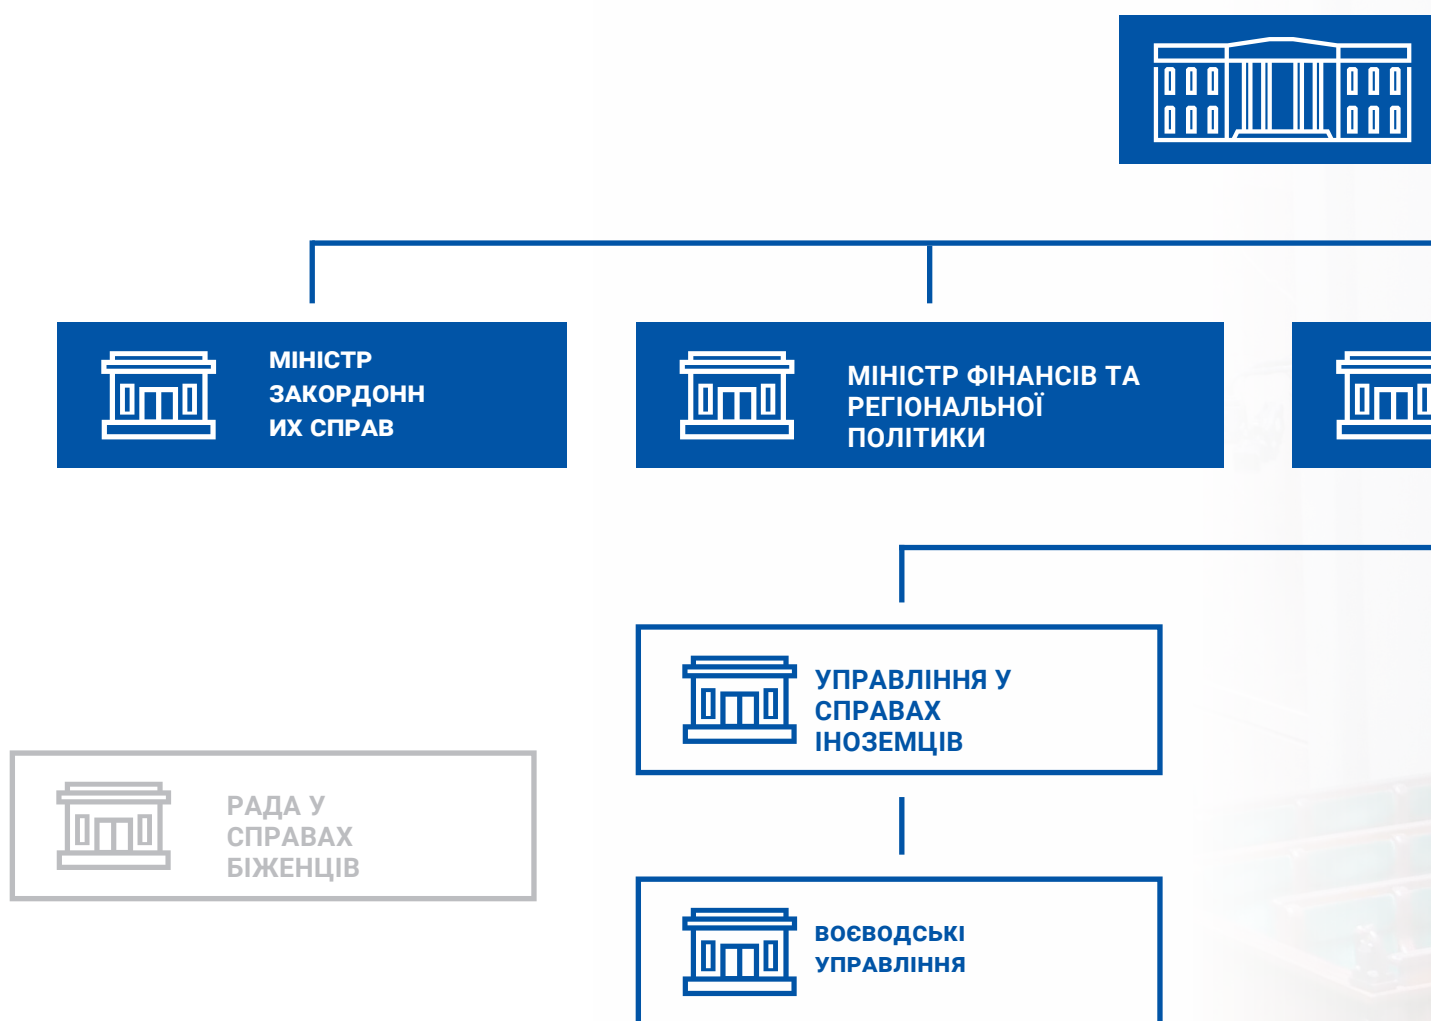 МІНІСТР
ЗАКОРДОНН
ИХ СПРАВ
МІНІСТР ФІНАНСІВ ТА
РЕГІОНАЛЬНОЇ
ПОЛІТИКИ
УПРАВЛІННЯ У
СПРАВАХ
ІНОЗЕМЦІВ
РАДА У
СПРАВАХ
БІЖЕНЦІВ
ВОЄВОДСЬКІ
УПРАВЛІННЯ